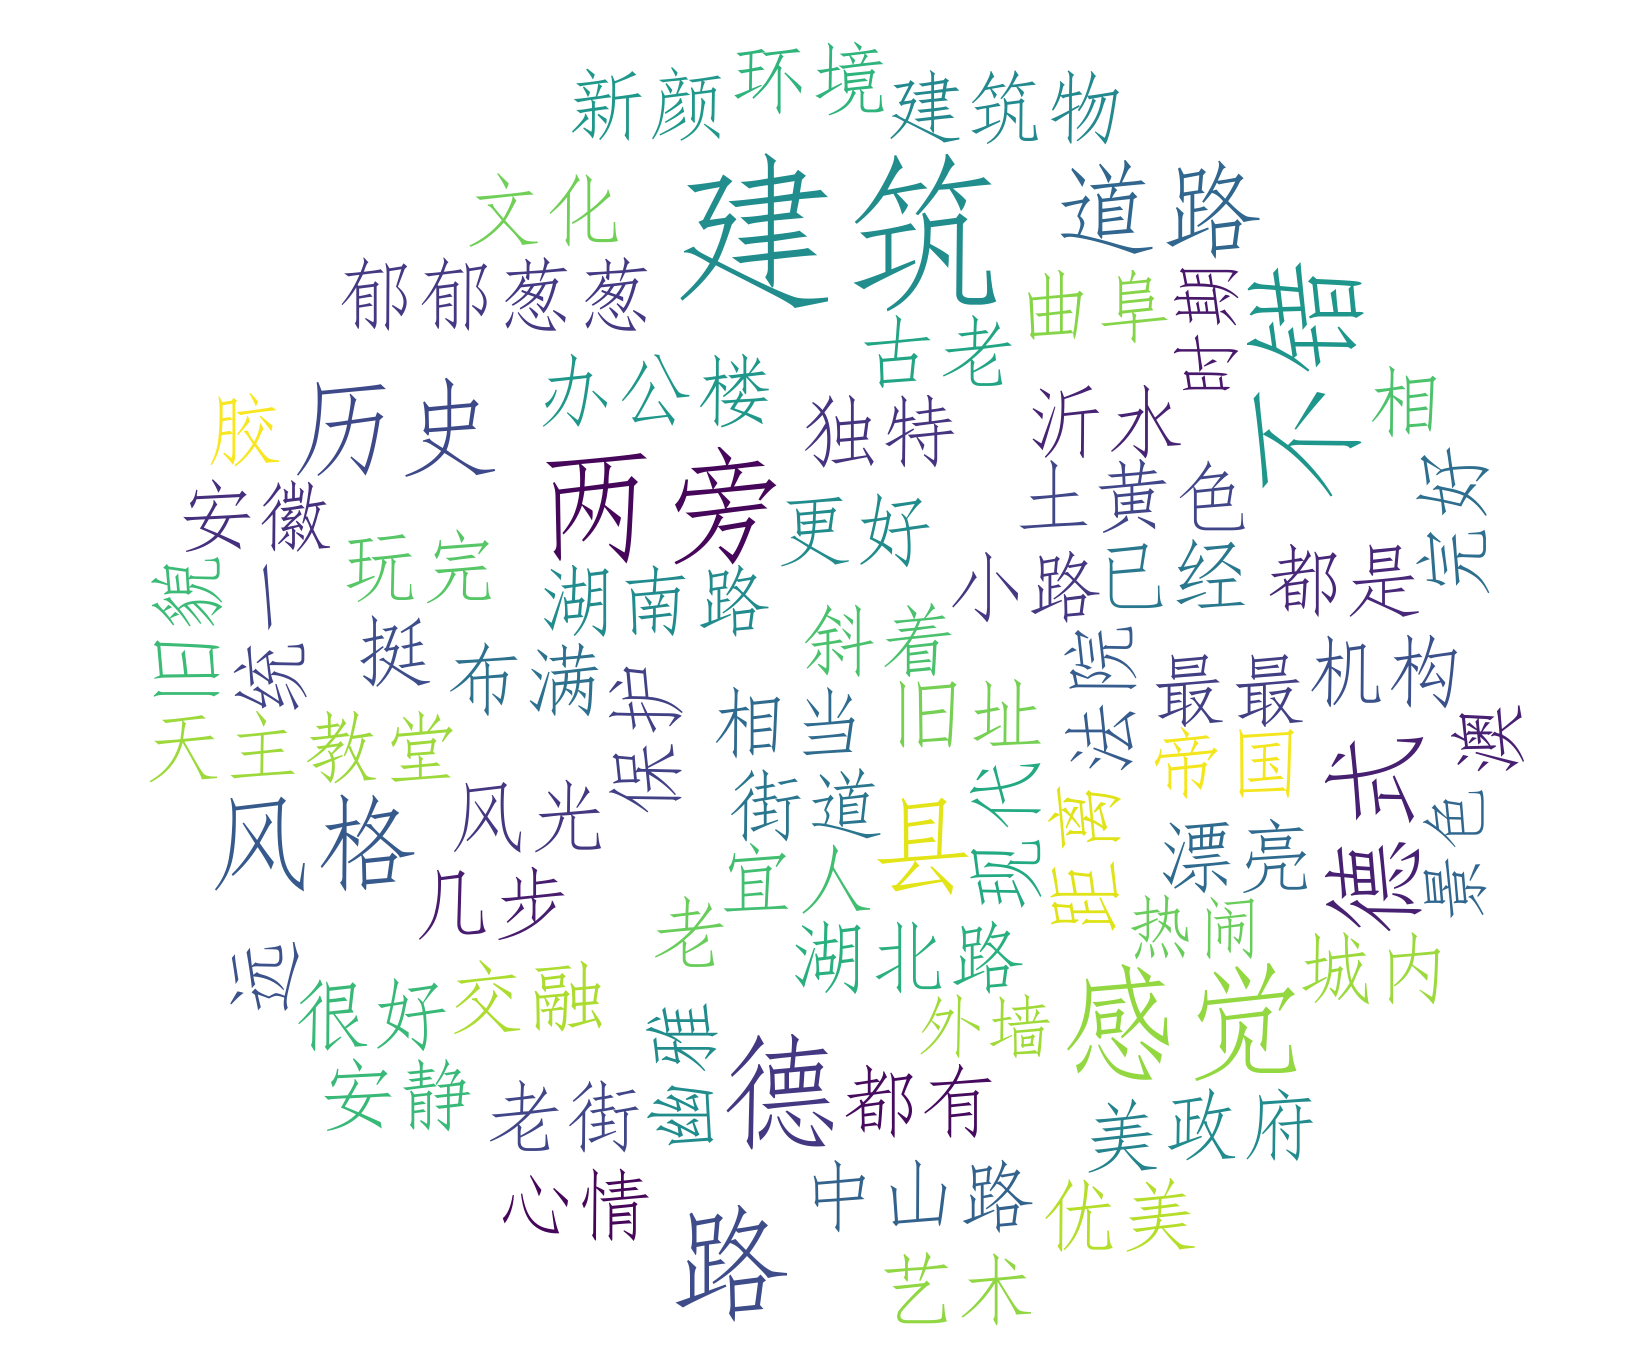 新颜
环境
建筑物
文化
建筑
道路
郁郁葱葱
古老
曲阜
时期
不错
胶
历史
办公楼
独特
沂水
相
安徽
两旁
更好
土黄色
完好
旧貌
统一
玩完
湖南路
小路
已经
都是
挺
布满
保护
斜着
法院
最最
机构
天主教堂
相当
旧址
帝国
德式
澳
风格
风光
街道
县
现代
距离
漂亮
景色
几步
宜人
老
湖北路
热闹
远
很好
交融
幽雅
外墙
感觉
城内
安静
老街
德
都有
美
政府
心情
路
中山路
优美
艺术